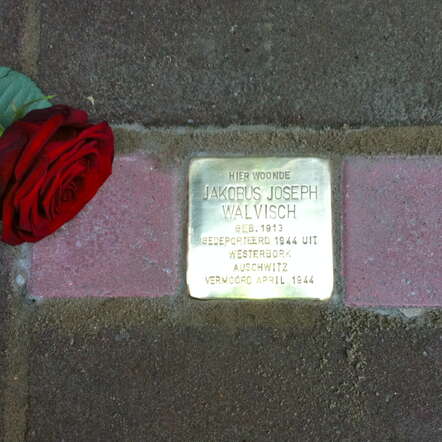 HIER WOONDE
JAKOBUS JOSEPH
WALVISCH
GEB. 1913
GEDEPORTEERD 1944 UIT
WESTERBORK
AUSCHWITZ
VERMOORD APRIL 1944